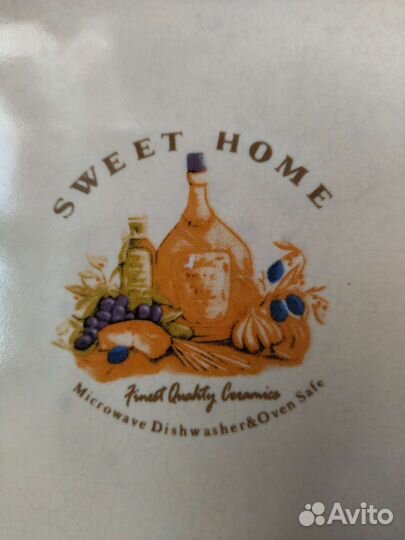 SWEET HOME
Finest Quality Ceramics
Microwave Dishwasher&Oven Safe
Avito